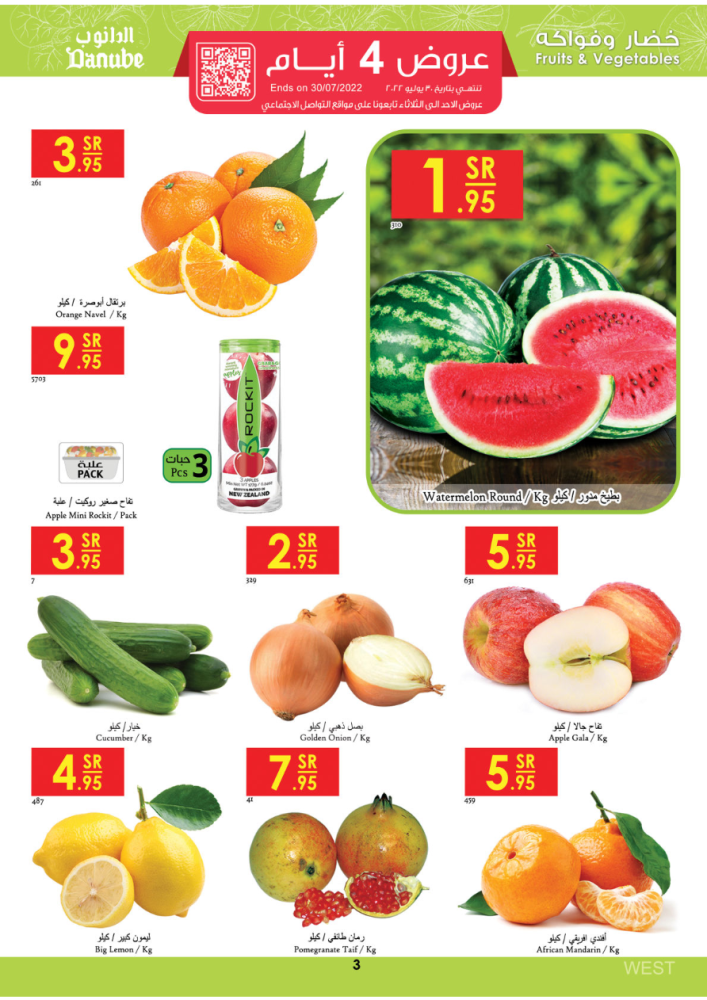 الدانوب
Danube
عروض 4 أيـــام
Ends on 30/07/2022
تنتهــي بتاريخ ٣٠ يوليو ٢٠٢٢
عروض الاحد الى الثلاثاء تابعونا على مواقع التواصل الاجتماعي
خضار وفواكه
Fruits & Vegetables
3.95 SR
261
برتقال أبوصرة / كيلو
Orange Navel / Kg
1.95 SR
310
بطيخ مدور / كيلو Watermelon Round / Kg
9.95 SR
5703
علبة
PACK
3 حبات
Pcs
ROCKIT
3 APPLES
NEW ZEALAND
تفاح صغير روكيت / علبة
Apple Mini Rockit / Pack
3.95 SR
7
خيار/ كيلو
Cucumber / Kg
2.95 SR
329
بصل ذهبي / كيلو
Golden Onion / Kg
5.95 SR
631
تفاح جالا / كيلو
Apple Gala / Kg
4.95 SR
487
ليمون كبير / كيلو
Big Lemon / Kg
7.95 SR
41
رمان طائفي / كيلو
Pomegranate Taif / Kg
5.95 SR
459
أفندي افريقي / كيلو
African Mandarin / Kg
3
WEST